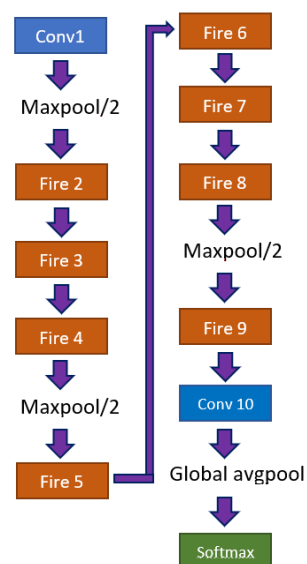 Conv1
Maxpool/2
Fire 2
Fire 3
Fire 4
Maxpool/2
Fire 5
Fire 6
Fire 7
Fire 8
Maxpool/2
Fire 9
Conv 10
Global avgpool
Softmax